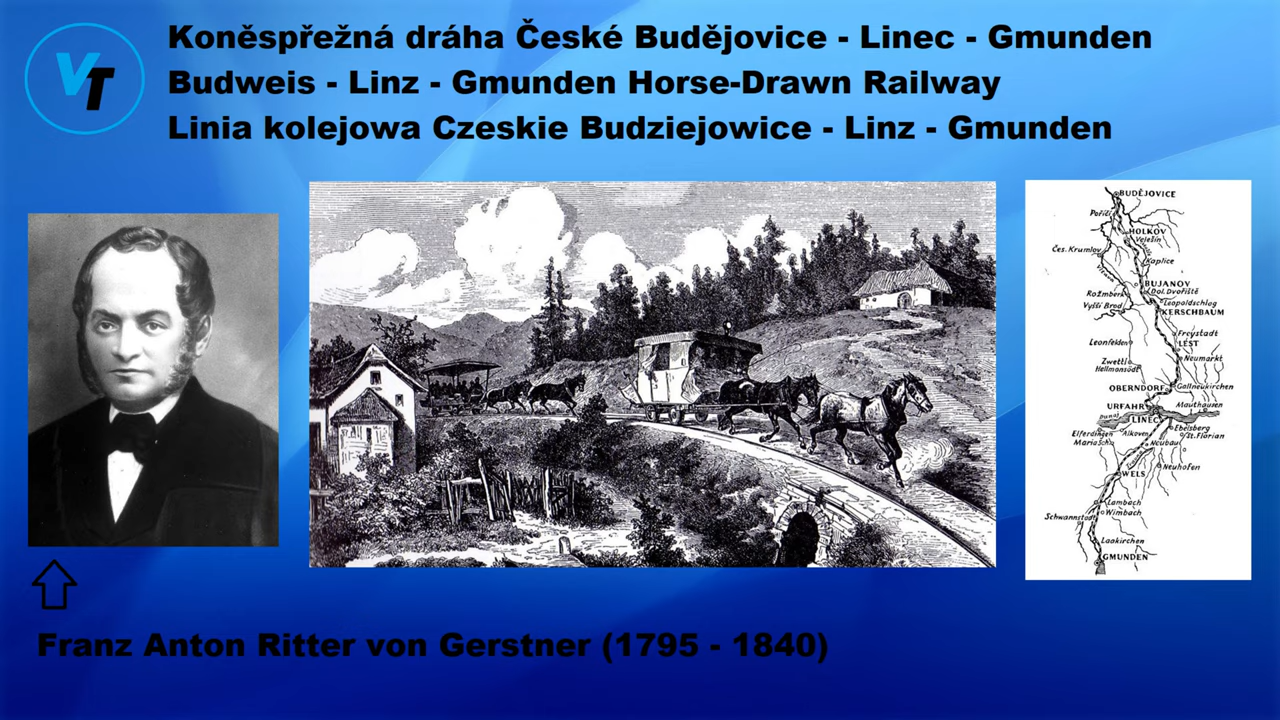 VT
Koněspřežná dráha České Budějovice - Linec - Gmunden
Budweis - Linz - Gmunden Horse-Drawn Railway
Linia kolejowa Czeskie Budziejowice - Linz - Gmunden
BUDĚJOVICE
Poříčí
HOLKOV
Velešín
Čes. Krumlov
Kaplice
BUJANOV
Dol. Dvořiště
Rožmberk
Leopoldschlag
Vyšší Brod
KERSCHBAUM
Freystadt
Leonfelden
LEST
Neumarkt
Zwettl
Hellmonsödt
OBERNDORF
Gallneukirchen
URFAHR
Mauthausen
Dunaj
LINEC
Ebelsberg
Elferdingen
Alkoven
St. Florian
Neubau
WELS
Neuhofen
Lambach
Wimbach
Schwannstadt
Laakirchen
GMUNDEN
Franz Anton Ritter von Gerstner (1795 - 1840)